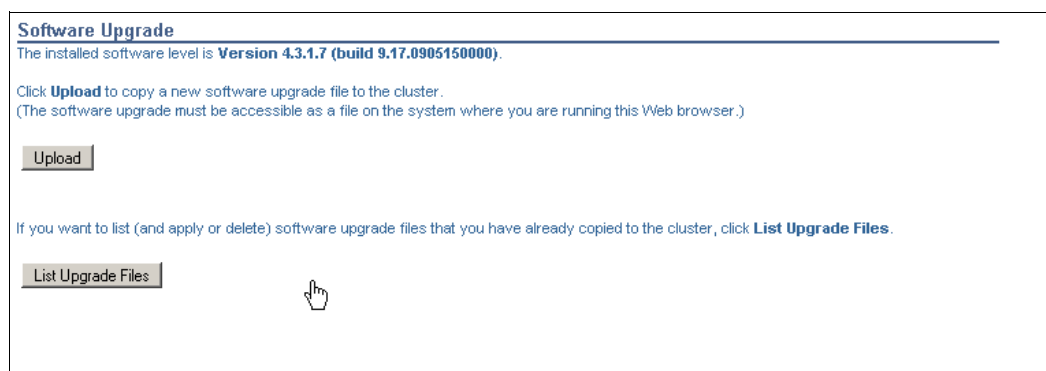 Software Upgrade
The installed software level is Version 4.3.1.7 (build 9.17.0905150000).
Click Upload to copy a new software upgrade file to the cluster.
(The software upgrade must be accessible as a file on the system where you are running this Web browser.)
Upload
If you want to list (and apply or delete) software upgrade files that you have already copied to the cluster, click List Upgrade Files.
List Upgrade Files